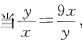 当 y/x = 9x/y,